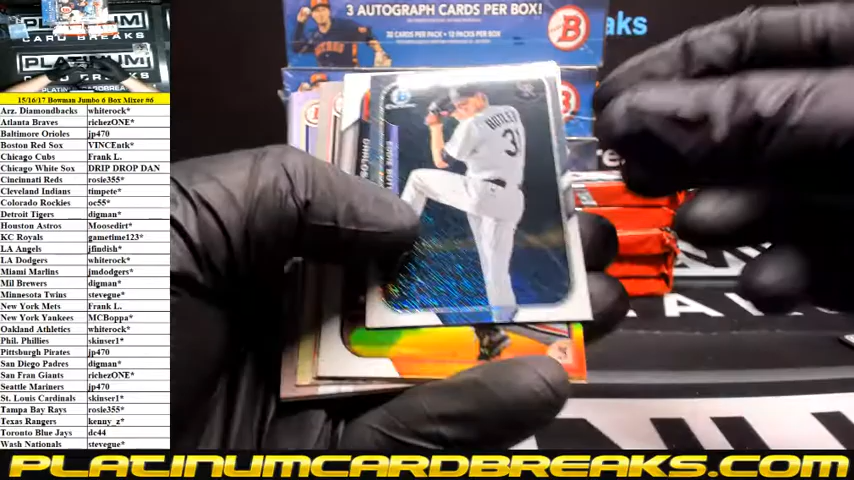 PLATINUM
CARD BREAKS
PLATINUM
15/16/17 Bowman Jumbo 6 Box Mixer #6
Arz. Diamondbacks whiterock*
Atlanta Braves richezONE*
Baltimore Orioles jp470
Boston Red Sox VINCEntk*
Chicago Cubs Frank L.
Chicago White Sox DRIP DROP DAN
Cincinnati Reds rosie355*
Cleveland Indians timpete*
Colorado Rockies oc55*
Detroit Tigers digman*
Houston Astros Moosedirt*
KC Royals gametime123*
LA Angels jfindish*
LA Dodgers whiterock*
Miami Marlins jmdodgers*
Mil Brewers digman*
Minnesota Twins stevegue*
New York Mets Frank L.
New York Yankees MCBoppa*
Oakland Athletics whiterock*
Phil. Phillies skinser1*
Pittsburgh Pirates jp470
San Diego Padres digman*
San Fran Giants richezONE*
Seattle Mariners jp470
St. Louis Cardinals skinser1*
Tampa Bay Rays rosie355*
Texas Rangers kenny_z*
Toronto Blue Jays dc44
Wash Nationals stevegue*
3 AUTOGRAPH CARDS PER BOX!
32 CARDS PER PACK • 12 PACKS PER BOX
ASTROS
BUTLER
31
PLATINUMCARDBREAKS.COM